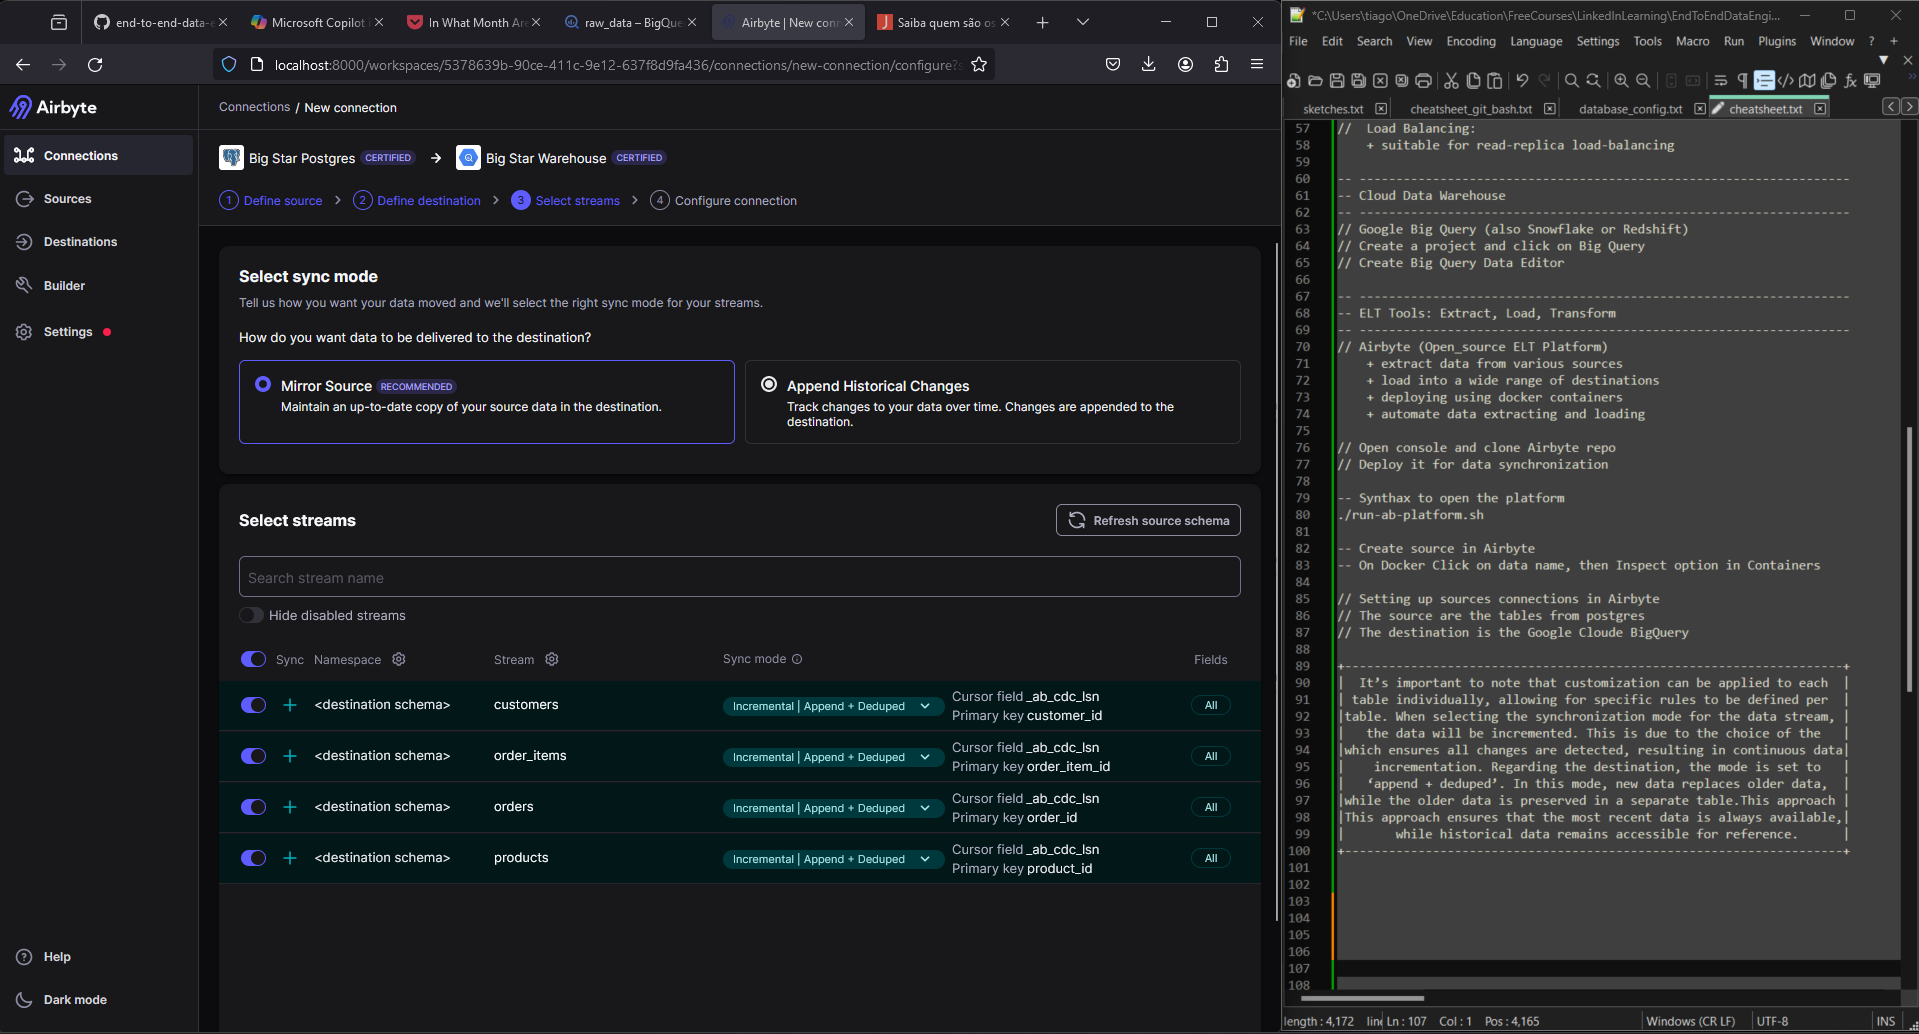 end-to-end-data-e
Microsoft Copilot
In What Month Are
raw_data – BigQue
Airbyte | New conn
Saiba quem são os
localhost:8000/workspaces/5378639b-90ce-411c-9e12-637f8d9fa436/connections/new-connection/configure?s
Airbyte
Connections
Sources
Destinations
Builder
Settings
Help
Dark mode
Connections / New connection
Big Star Postgres CERTIFIED → Big Star Warehouse CERTIFIED
1 Define source > 2 Define destination > 3 Select streams > 4 Configure connection
Select sync mode
Tell us how you want your data moved and we'll select the right sync mode for your streams.
How do you want data to be delivered to the destination?
Mirror Source RECOMMENDED
Maintain an up-to-date copy of your source data in the destination.
Append Historical Changes
Track changes to your data over time. Changes are appended to the
destination.
Select streams
Refresh source schema
Search stream name
Hide disabled streams
Sync Namespace Stream Sync mode Fields
<destination schema> customers Incremental | Append + Deduped Cursor field _ab_cdc_lsn All
Primary key customer_id
<destination schema> order_items Incremental | Append + Deduped Cursor field _ab_cdc_lsn All
Primary key order_item_id
<destination schema> orders Incremental | Append + Deduped Cursor field _ab_cdc_lsn All
Primary key order_id
<destination schema> products Incremental | Append + Deduped Cursor field _ab_cdc_lsn All
Primary key product_id
*C:\Users\tiago\OneDrive\Education\FreeCourses\LinkedInLearning\EndToEndDataEngi...
File Edit Search View Encoding Language Settings Tools Macro Run Plugins Window ? +
sketches.txt cheatsheet_git_bash.txt database_config.txt cheatsheet.txt
57 // Load Balancing:
58 + suitable for read-replica load-balancing
59
60 -- -------------------------------------------------------------------
61 -- Cloud Data Warehouse
62 -- -------------------------------------------------------------------
63 // Google Big Query (also Snowflake or Redshift)
64 // Create a project and click on Big Query
65 // Create Big Query Data Editor
66
67 -- -------------------------------------------------------------------
68 -- ELT Tools: Extract, Load, Transform
69 -- -------------------------------------------------------------------
70 // Airbyte (Open_source ELT Platform)
71 + extract data from various sources
72 + load into a wide range of destinations
73 + deploying using docker containers
74 + automate data extracting and loading
75
76 // Open console and clone Airbyte repo
77 // Deploy it for data synchronization
78
79 -- Synthax to open the platform
80 ./run-ab-platform.sh
81
82 -- Create source in Airbyte
83 -- On Docker Click on data name, then Inspect option in Containers
84
85 // Setting up sources connections in Airbyte
86 // The source are the tables from postgres
87 // The destination is the Google Cloude BigQuery
88
89 +--------------------------------------------------------------------+
90 | It’s important to note that customization can be applied to each |
91 | table individually, allowing for specific rules to be defined per |
92 |table. When selecting the synchronization mode for the data stream, |
93 | the data will be incremented. This is due to the choice of the |
94 |which ensures all changes are detected, resulting in continuous data|
95 | incrementation. Regarding the destination, the mode is set to |
96 | ‘append + deduped’. In this mode, new data replaces older data, |
97 |while the older data is preserved in a separate table.This approach |
98 |This approach ensures that the most recent data is always available,|
99 | while historical data remains accessible for reference. |
100 +--------------------------------------------------------------------+
101
102
103
104
105
106
107
108
length : 4,172 line Ln : 107 Col : 1 Pos : 4,165 Windows (CR LF) UTF-8 INS